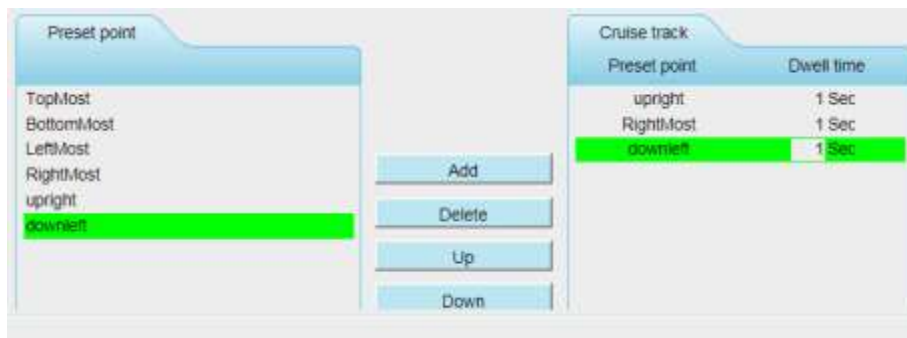 Preset point
TopMost
BottomMost
LeftMost
RightMost
upright
downleft
Add
Delete
Up
Down
Cruise track
Preset point Dwell time
upright 1 Sec
RightMost 1 Sec
downleft 1 Sec